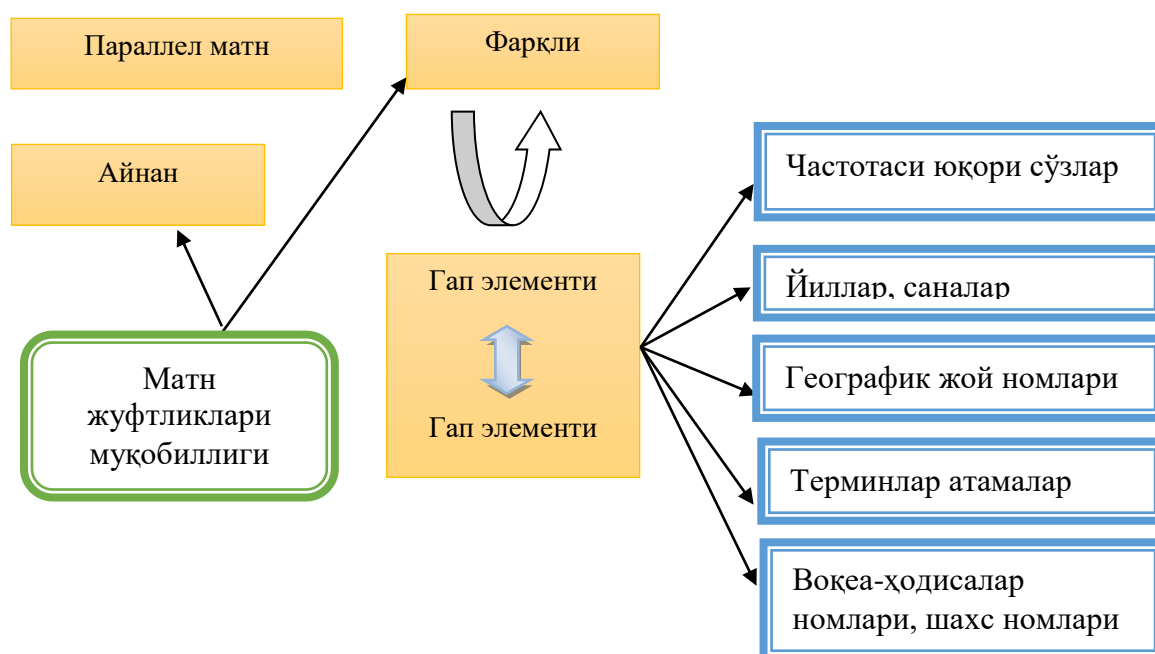 Параллел матн
Фарқли
Айнан
Матн
жуфтликлари
муқобиллиги
Гап элементи
Гап элементи
Частотаси юқори сўзлар
Йиллар, саналар
Географик жой номлари
Терминлар атамалар
Воқеа-ҳодисалар
номлари, шахс номлари